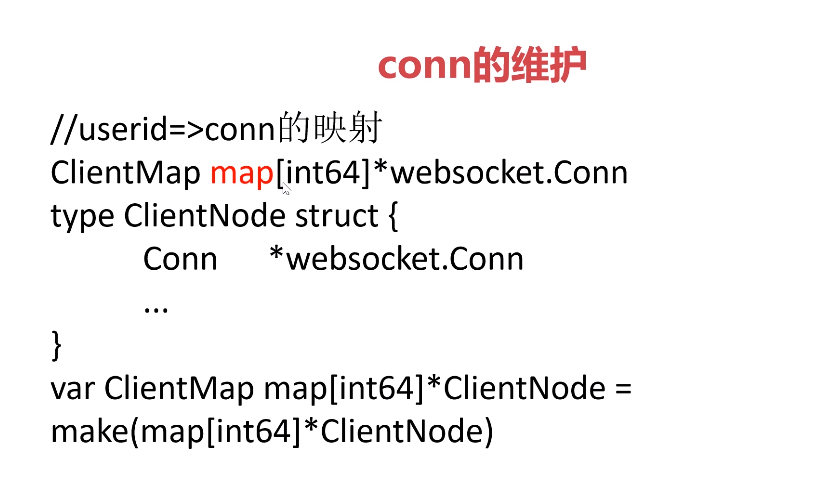 conn的维护
//userid=>conn的映射
ClientMap map[int64]*websocket.Conn
type ClientNode struct {
Conn *websocket.Conn
...
}
var ClientMap map[int64]*ClientNode =
make(map[int64]*ClientNode)